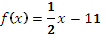 f(x) = 1/2 x − 11